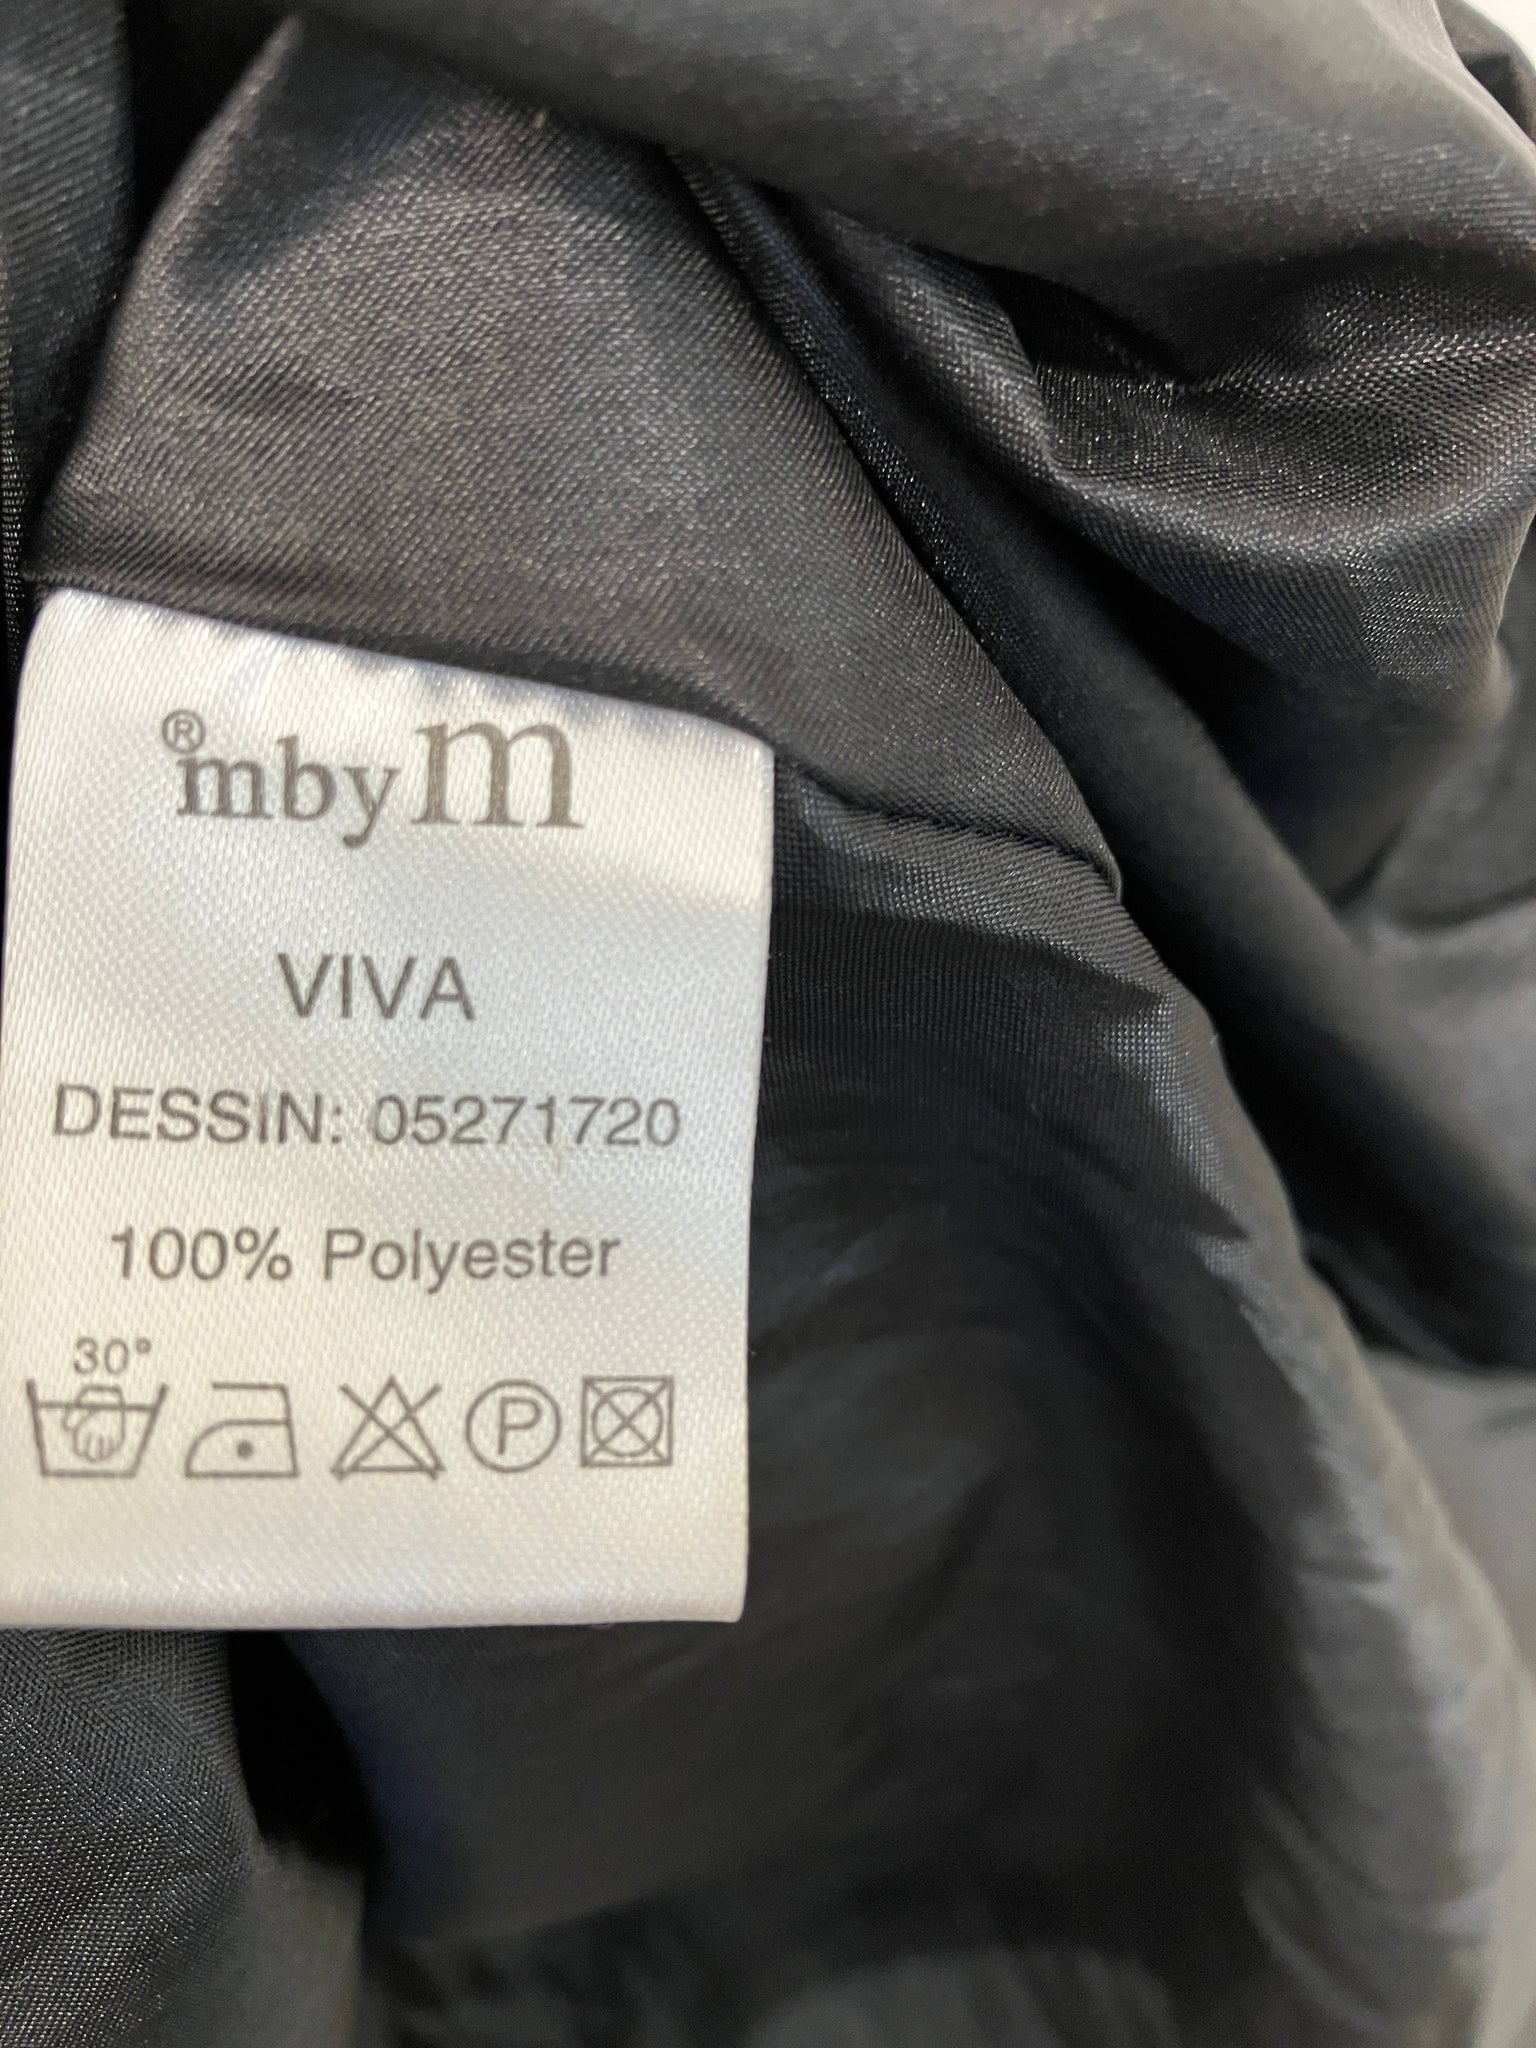 ® mbym
VIVA
DESSIN: 05271720
100% Polyester
30°
P